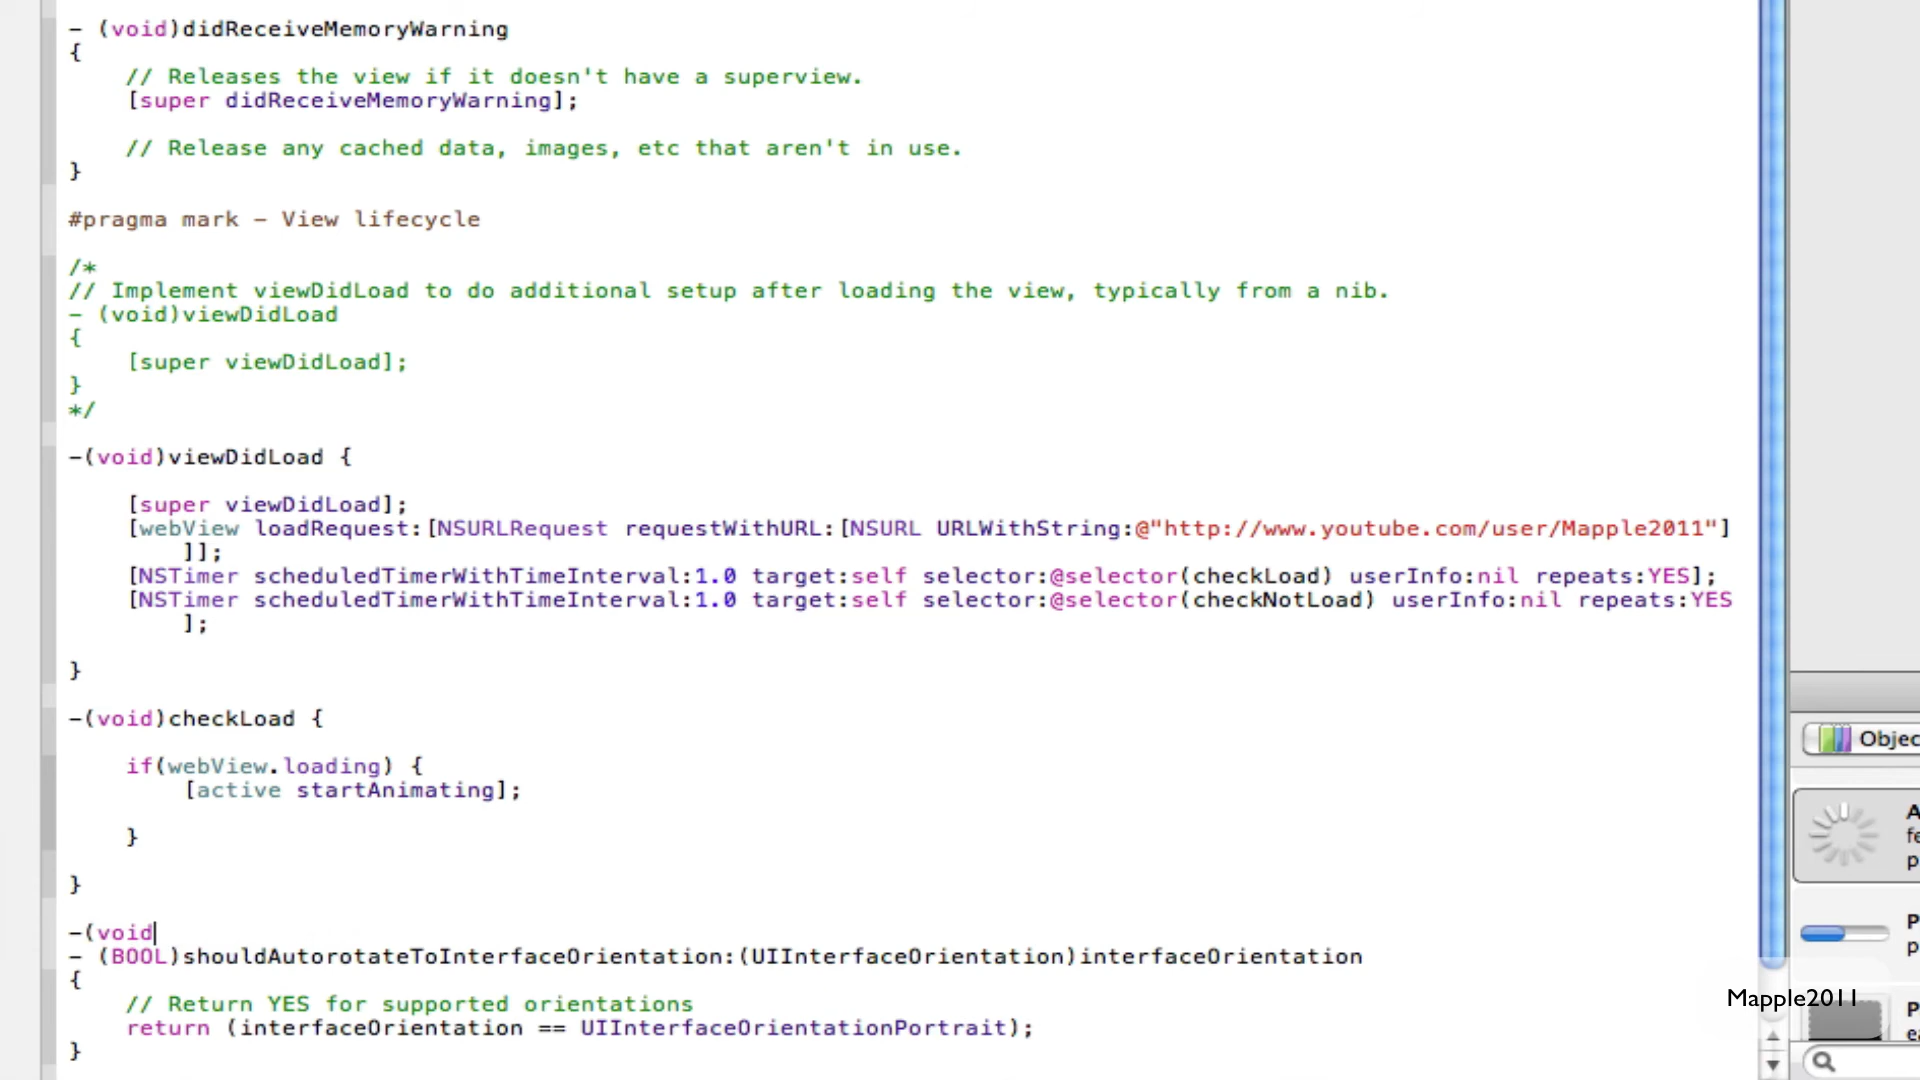 - (void)didReceiveMemoryWarning
{
    // Releases the view if it doesn't have a superview.
    [super didReceiveMemoryWarning];

    // Release any cached data, images, etc that aren't in use.
}

#pragma mark - View lifecycle

/*
// Implement viewDidLoad to do additional setup after loading the view, typically from a nib.
- (void)viewDidLoad
{
    [super viewDidLoad];
}
*/

-(void)viewDidLoad {

    [super viewDidLoad];
    [webView loadRequest:[NSURLRequest requestWithURL:[NSURL URLWithString:@"http://www.youtube.com/user/Mapple2011"]
        ]];
    [NSTimer scheduledTimerWithTimeInterval:1.0 target:self selector:@selector(checkLoad) userInfo:nil repeats:YES];
    [NSTimer scheduledTimerWithTimeInterval:1.0 target:self selector:@selector(checkNotLoad) userInfo:nil repeats:YES
        ];

}

-(void)checkLoad {

    if(webView.loading) {
        [active startAnimating];

    }

}

-(void
- (BOOL)shouldAutorotateToInterfaceOrientation:(UIInterfaceOrientation)interfaceOrientation
{
    // Return YES for supported orientations
    return (interfaceOrientation == UIInterfaceOrientationPortrait);
}
Objec
A
fe
p
P
p
Mapple2011
P
ea